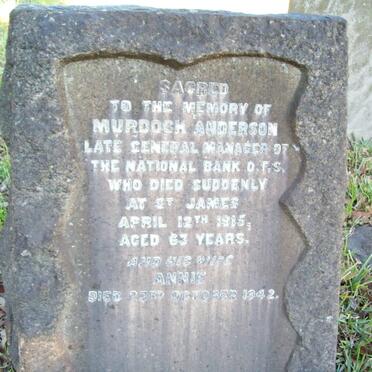 SACRED
TO THE MEMORY OF
MURDOCH ANDERSON
LATE GENERAL MANAGER OF
THE NATIONAL BANK O.F.S.
WHO DIED SUDDENLY
AT ST JAMES
APRIL 12TH 1915,
AGED 63 YEARS.
AND HIS WIFE
ANNIE
DIED OCTOBER 1942.